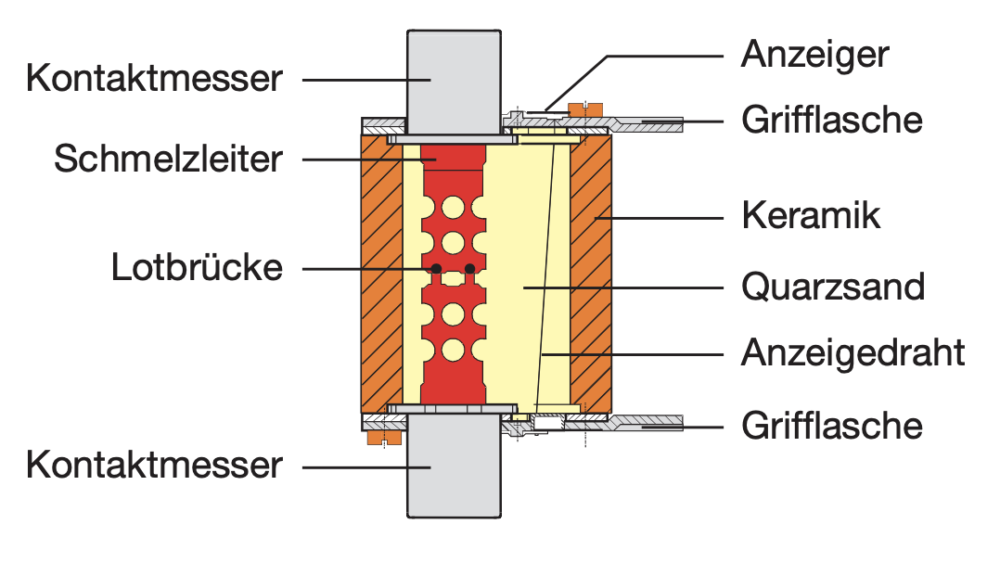 Kontaktmesser
Schmelzleiter
Lotbrücke
Kontaktmesser
Anzeiger
Grifflasche
Keramik
Quarzsand
Anzeigedraht
Grifflasche